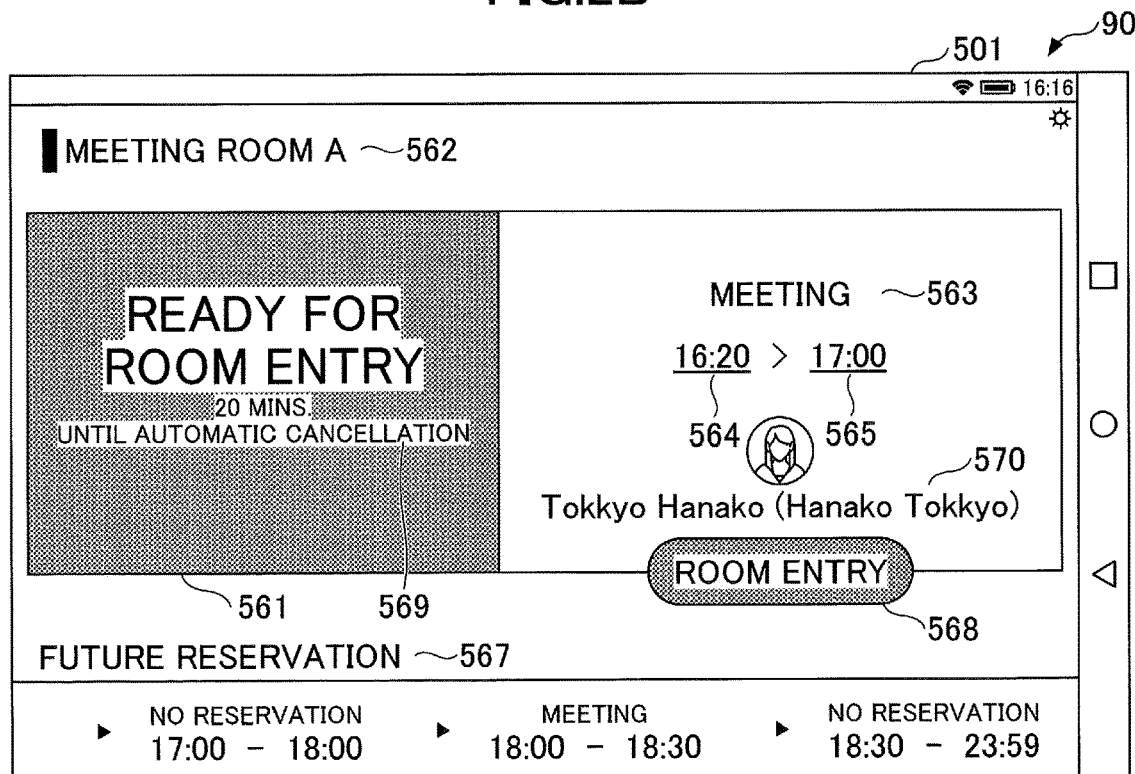 90
501
16:16
MEETING ROOM A 562
READY FOR
ROOM ENTRY
20 MINS.
UNTIL AUTOMATIC CANCELLATION
MEETING 563
16:20 > 17:00
564 565
570
Tokkyo Hanako (Hanako Tokkyo)
ROOM ENTRY
561 569
568
FUTURE RESERVATION 567
NO RESERVATION
17:00 - 18:00
MEETING
18:00 - 18:30
NO RESERVATION
18:30 - 23:59